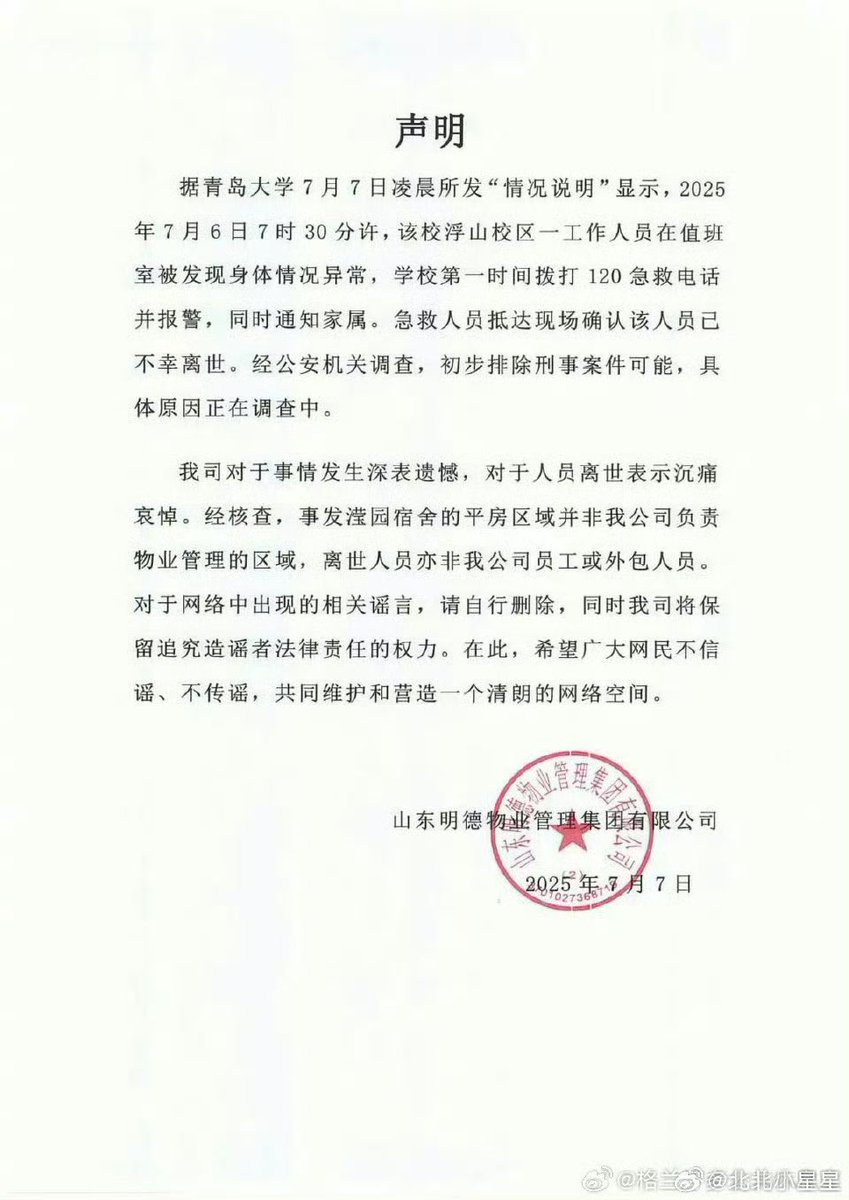 声明
据青岛大学7月7日凌晨所发“情况说明”显示，2025
年7月6日7时30分许，该校浮山校区一工作人员在值班
室被发现身体情况异常，学校第一时间拨打120急救电话
并报警，同时通知家属。急救人员抵达现场确认该人员已
不幸离世。经公安机关调查，初步排除刑事案件可能，具
体原因正在调查中。
我司对于事情发生深表遗憾，对于人员离世表示沉痛
哀悼。经核查，事发滢园宿舍的平房区域并非我公司负责
物业管理的区域，离世人员亦非我公司员工或外包人员。
对于网络中出现的相关谣言，请自行删除，同时我司将保
留追究造谣者法律责任的权力。在此，希望广大网民不信
谣、不传谣，共同维护和营造一个清朗的网络空间。
山东明德物业管理集团有限公司
山东明德物业管理集团有限公司
(2)
2025年7月7日
@格兰
@北北小星星